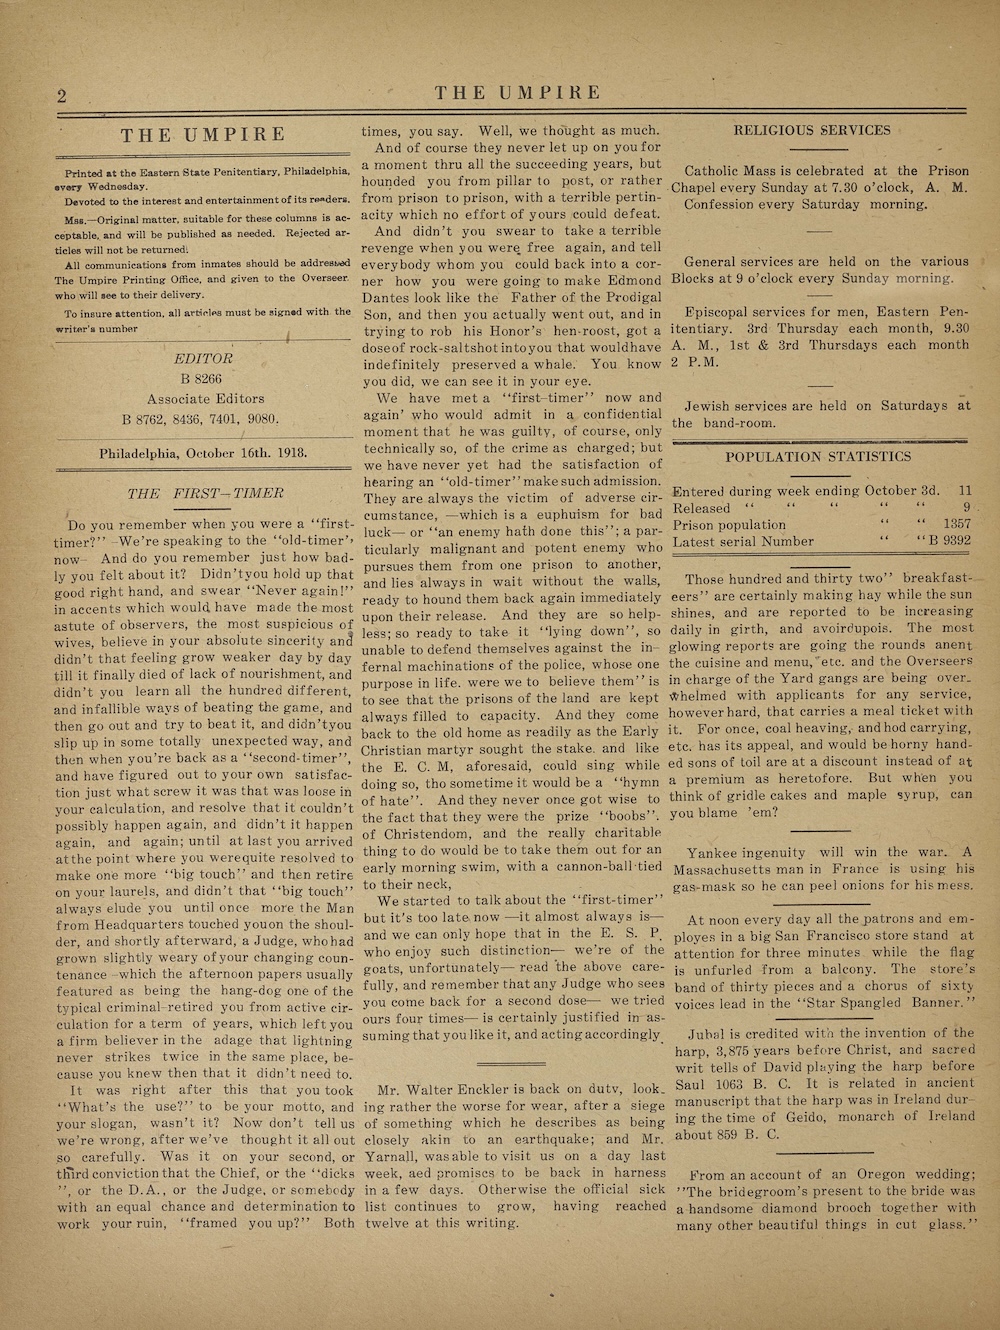 2
THE UMPIRE
THE UMPIRE
Printed at the Eastern State Penitentiary, Philadelphia,
every Wednesday.
Devoted to the interest and entertainment of its readers.
Mss.—Original matter, suitable for these columns is ac-
ceptable, and will be published as needed. Rejected ar-
ticles will not be returned.
All communications from inmates should be addressed
The Umpire Printing Office, and given to the Overseer.
who will see to their delivery.
To insure attention, all articles must be signed with the
writer's number
EDITOR
B 8266
Associate Editors
B 8762, 8436, 7401, 9080.
Philadelphia, October 16th. 1918.
THE FIRST-TIMER
Do you remember when you were a “first-
timer?” -We're speaking to the “old-timer”
now- And do you remember just how bad-
ly you felt about it? Didn'tyou hold up that
good right hand, and swear “Never again!”
in accents which would have made the most
astute of observers, the most suspicious of
wives, believe in your absolute sincerity and
didn't that feeling grow weaker day by day
till it finally died of lack of nourishment, and
didn't you learn all the hundred different,
and infallible ways of beating the game, and
then go out and try to beat it, and didn'tyou
slip up in some totally unexpected way, and
then when you're back as a “second-timer”,
and have figured out to your own satisfac-
tion just what screw it was that was loose in
your calculation, and resolve that it couldn't
possibly happen again, and didn't it happen
again, and again; until at last you arrived
at the point where you werequite resolved to
make one more “big touch” and then retire
on your laurels, and didn't that “big touch”
always elude you until once more the Man
from Headquarters touched youon the shoul-
der, and shortly afterward, a Judge, who had
grown slightly weary of your changing coun-
tenance -which the afternoon papers usually
featured as being the hang-dog one of the
typical criminal-retired you from active cir-
culation for a term of years, which left you
a firm believer in the adage that lightning
never strikes twice in the same place, be-
cause you knew then that it didn't need to.
It was right after this that you took
“What's the use?” to be your motto, and
your slogan, wasn't it? Now don't tell us
we're wrong, after we've thought it all out
so carefully. Was it on your second, or
third conviction that the Chief, or the “dicks
”, or the D.A., or the Judge, or somebody
with an equal chance and determination to
work your ruin, “framed you up?” Both
times, you say. Well, we thought as much.
And of course they never let up on you for
a moment thru all the succeeding years, but
hounded you from pillar to post, or rather
from prison to prison, with a terrible pertin-
acity which no effort of yours could defeat.
And didn't you swear to take a terrible
revenge when you were free again, and tell
everybody whom you could back into a cor-
ner how you were going to make Edmond
Dantes look like the Father of the Prodigal
Son, and then you actually went out, and in
trying to rob his Honor's hen-roost, got a
dose of rock-salt shot into you that would have
indefinitely preserved a whale. You know
you did, we can see it in your eye.
We have met a “first-timer” now and
again' who would admit in a confidential
moment that he was guilty, of course, only
technically so, of the crime as charged; but
we have never yet had the satisfaction of
hearing an “old-timer” make such admission.
They are always the victim of adverse cir-
cumstance, —which is a euphuism for bad
luck— or “an enemy hath done this”; a par-
ticularly malignant and potent enemy who
pursues them from one prison to another,
and lies always in wait without the walls,
ready to hound them back again immediately
upon their release. And they are so help-
less; so ready to take it “lying down”, so
unable to defend themselves against the in-
fernal machinations of the police, whose one
purpose in life. were we to believe them” is
to see that the prisons of the land are kept
always filled to capacity. And they come
back to the old home as readily as the Early
Christian martyr sought the stake. and like
the E. C. M, aforesaid, could sing while
doing so, tho sometime it would be a “hymn
of hate”. And they never once got wise to
the fact that they were the prize “boobs”.
of Christendom, and the really charitable
thing to do would be to take them out for an
early morning swim, with a cannon-ball tied
to their neck,
We started to talk about the “first-timer”
but it's too late. now —it almost always is—
and we can only hope that in the E. S. P.
who enjoy such distinction— we're of the
goats, unfortunately— read the above care-
fully, and remember that any Judge who sees
you come back for a second dose— we tried
ours four times— is certainly justified in as-
suming that you like it, and acting accordingly.
Mr. Walter Enckler is back on duty, look-
ing rather the worse for wear, after a siege
of something which he describes as being
closely akin to an earthquake; and Mr.
Yarnall, was able to visit us on a day last
week, aed promises to be back in harness
in a few days. Otherwise the official sick
list continues to grow, having reached
twelve at this writing.
RELIGIOUS SERVICES
Catholic Mass is celebrated at the Prison
Chapel every Sunday at 7.30 o'clock, A. M.
Confession every Saturday morning.
General services are held on the various
Blocks at 9 o'clock every Sunday morning.
Episcopal services for men, Eastern Pen-
itentiary. 3rd Thursday each month, 9.30
A. M., 1st & 3rd Thursdays each month
2 P.M.
Jewish services are held on Saturdays at
the band-room.
POPULATION STATISTICS
Entered during week ending October 3d. 11
Released “ “ “ “ “ 9
Prison population “ “ 1357
Latest serial Number “ “ B 9392
Those hundred and thirty two” breakfast-
eers” are certainly making hay while the sun
shines, and are reported to be increasing
daily in girth, and avoirdupois. The most
glowing reports are going the rounds anent
the cuisine and menu, etc. and the Overseers
in charge of the Yard gangs are being over-
whelmed with applicants for any service,
however hard, that carries a meal ticket with
it. For once, coal heaving, and hod carrying,
etc. has its appeal, and would be horny hand-
ed sons of toil are at a discount instead of at
a premium as heretofore. But when you
think of gridle cakes and maple syrup, can
you blame 'em?
Yankee ingenuity will win the war. A
Massachusetts man in France is using his
gas-mask so he can peel onions for his mess.
At noon every day all the patrons and em-
ployes in a big San Francisco store stand at
attention for three minutes while the flag
is unfurled from a balcony. The store's
band of thirty pieces and a chorus of sixty
voices lead in the “Star Spangled Banner.”
Jubal is credited with the invention of the
harp, 3,875 years before Christ, and sacred
writ tells of David playing the harp before
Saul 1063 B. C. It is related in ancient
manuscript that the harp was in Ireland dur-
ing the time of Geido, monarch of Ireland
about 859 B. C.
From an account of an Oregon wedding;
”The bridegroom's present to the bride was
a handsome diamond brooch together with
many other beautiful things in cut glass.”